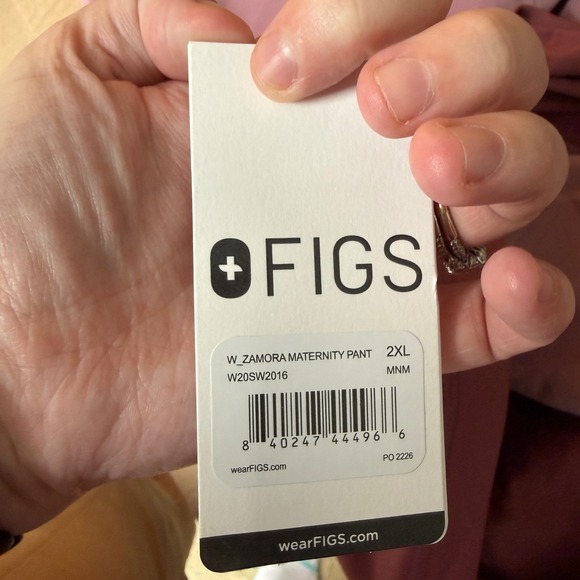 FIGS
W_ZAMORA MATERNITY PANT 2XL
W20SW2016 MNM
8 40247 44496 6
wearFIGS.com PO 2226
wearFIGS.com